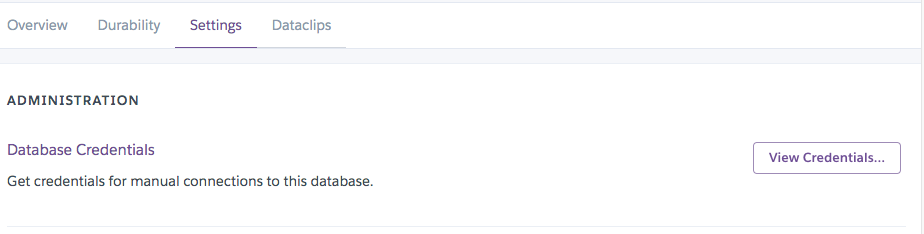 Overview Durability Settings Dataclips
ADMINISTRATION
Database Credentials
View Credentials...
Get credentials for manual connections to this database.